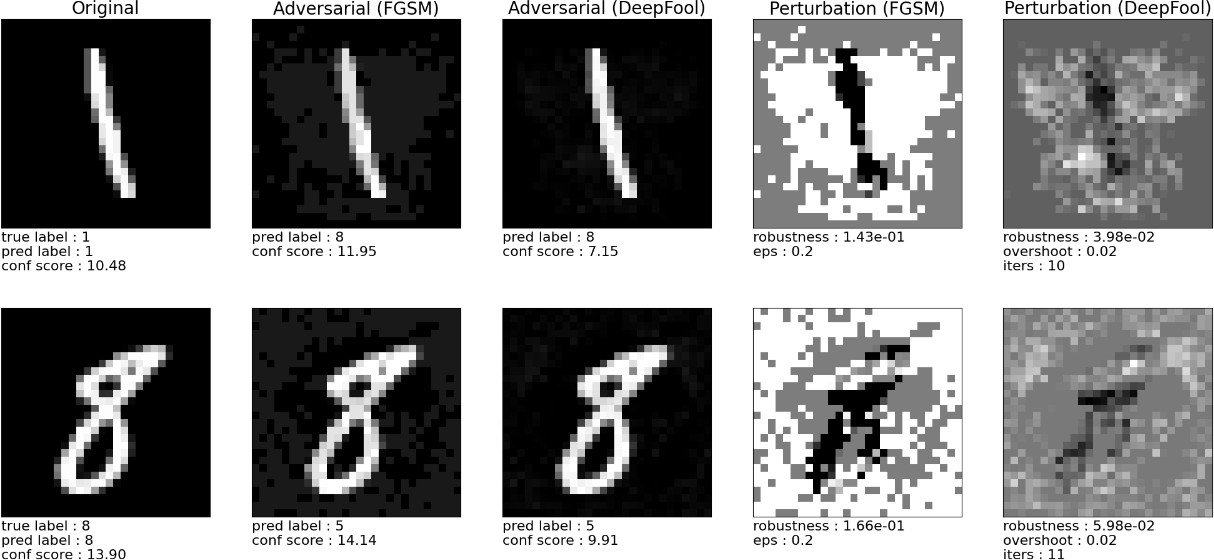 Original
Adversarial (FGSM)
Adversarial (DeepFool)
Perturbation (FGSM)
Perturbation (DeepFool)
true label : 1
pred label : 1
conf score : 10.48
pred label : 8
conf score : 11.95
pred label : 8
conf score : 7.15
robustness : 1.43e-01
eps : 0.2
robustness : 3.98e-02
overshoot : 0.02
iters : 10
true label : 8
pred label : 8
conf score : 13.90
pred label : 5
conf score : 14.14
pred label : 5
conf score : 9.91
robustness : 1.66e-01
eps : 0.2
robustness : 5.98e-02
overshoot : 0.02
iters : 11